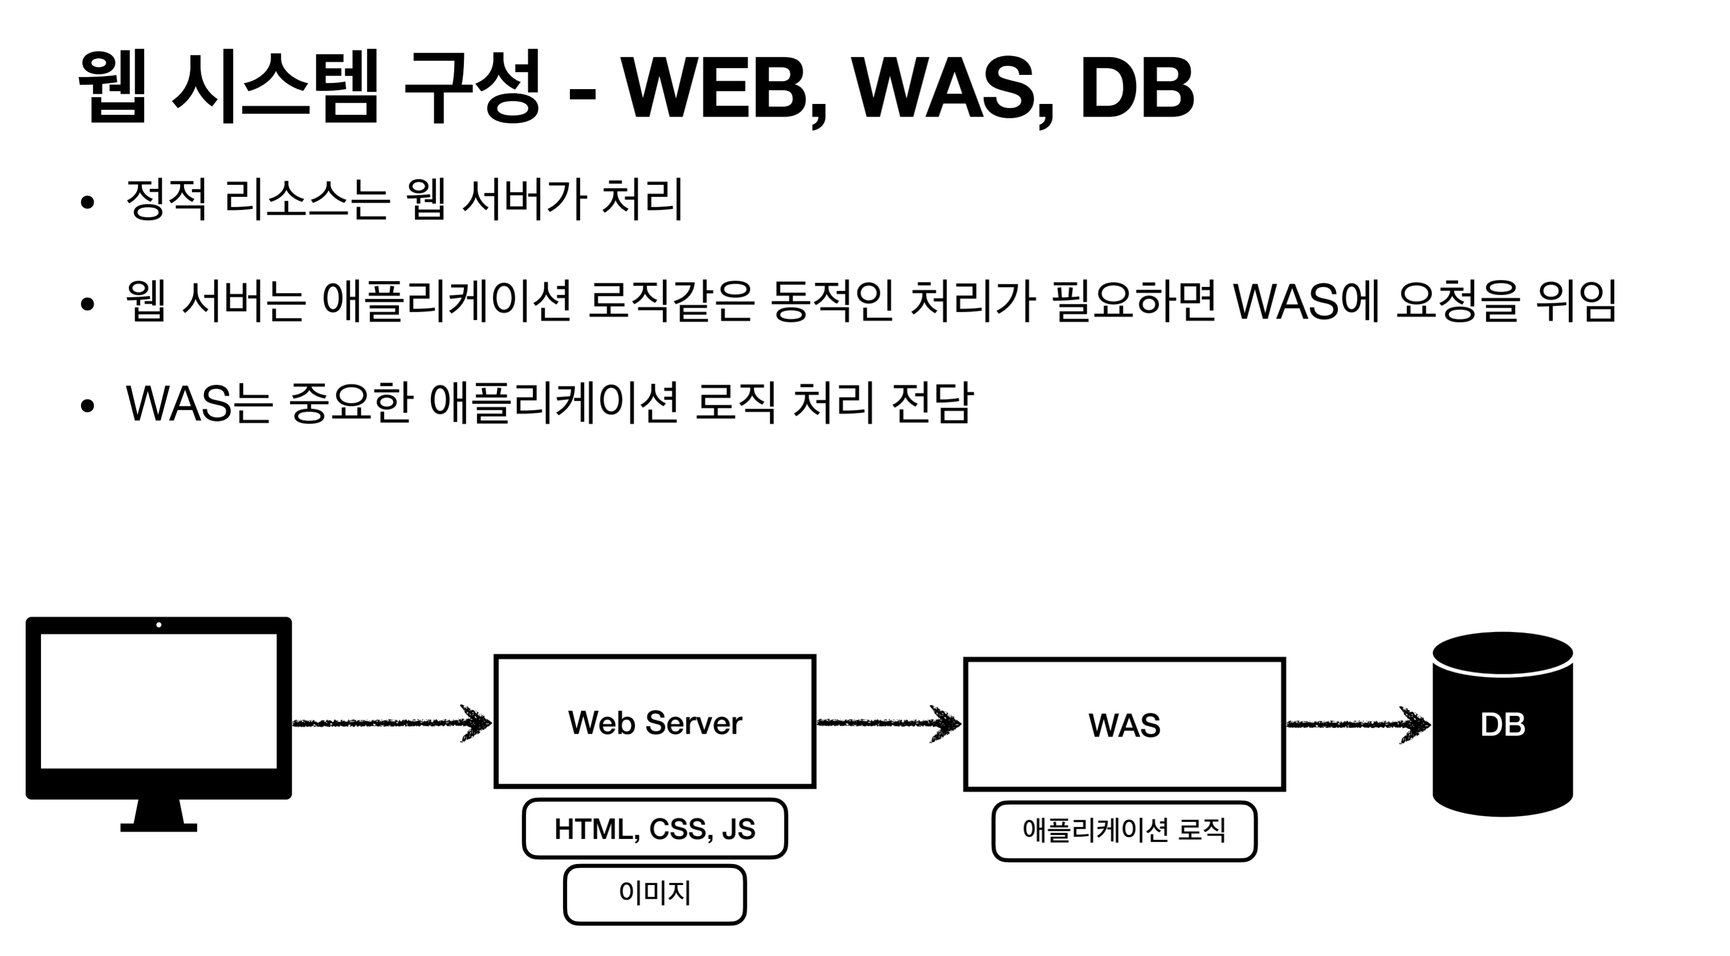 웹 시스템 구성 - WEB, WAS, DB
• 정적 리소스는 웹 서버가 처리
• 웹 서버는 애플리케이션 로직같은 동적인 처리가 필요하면 WAS에 요청을 위임
• WAS는 중요한 애플리케이션 로직 처리 전담
Web Server
WAS
DB
HTML, CSS, JS
애플리케이션 로직
이미지